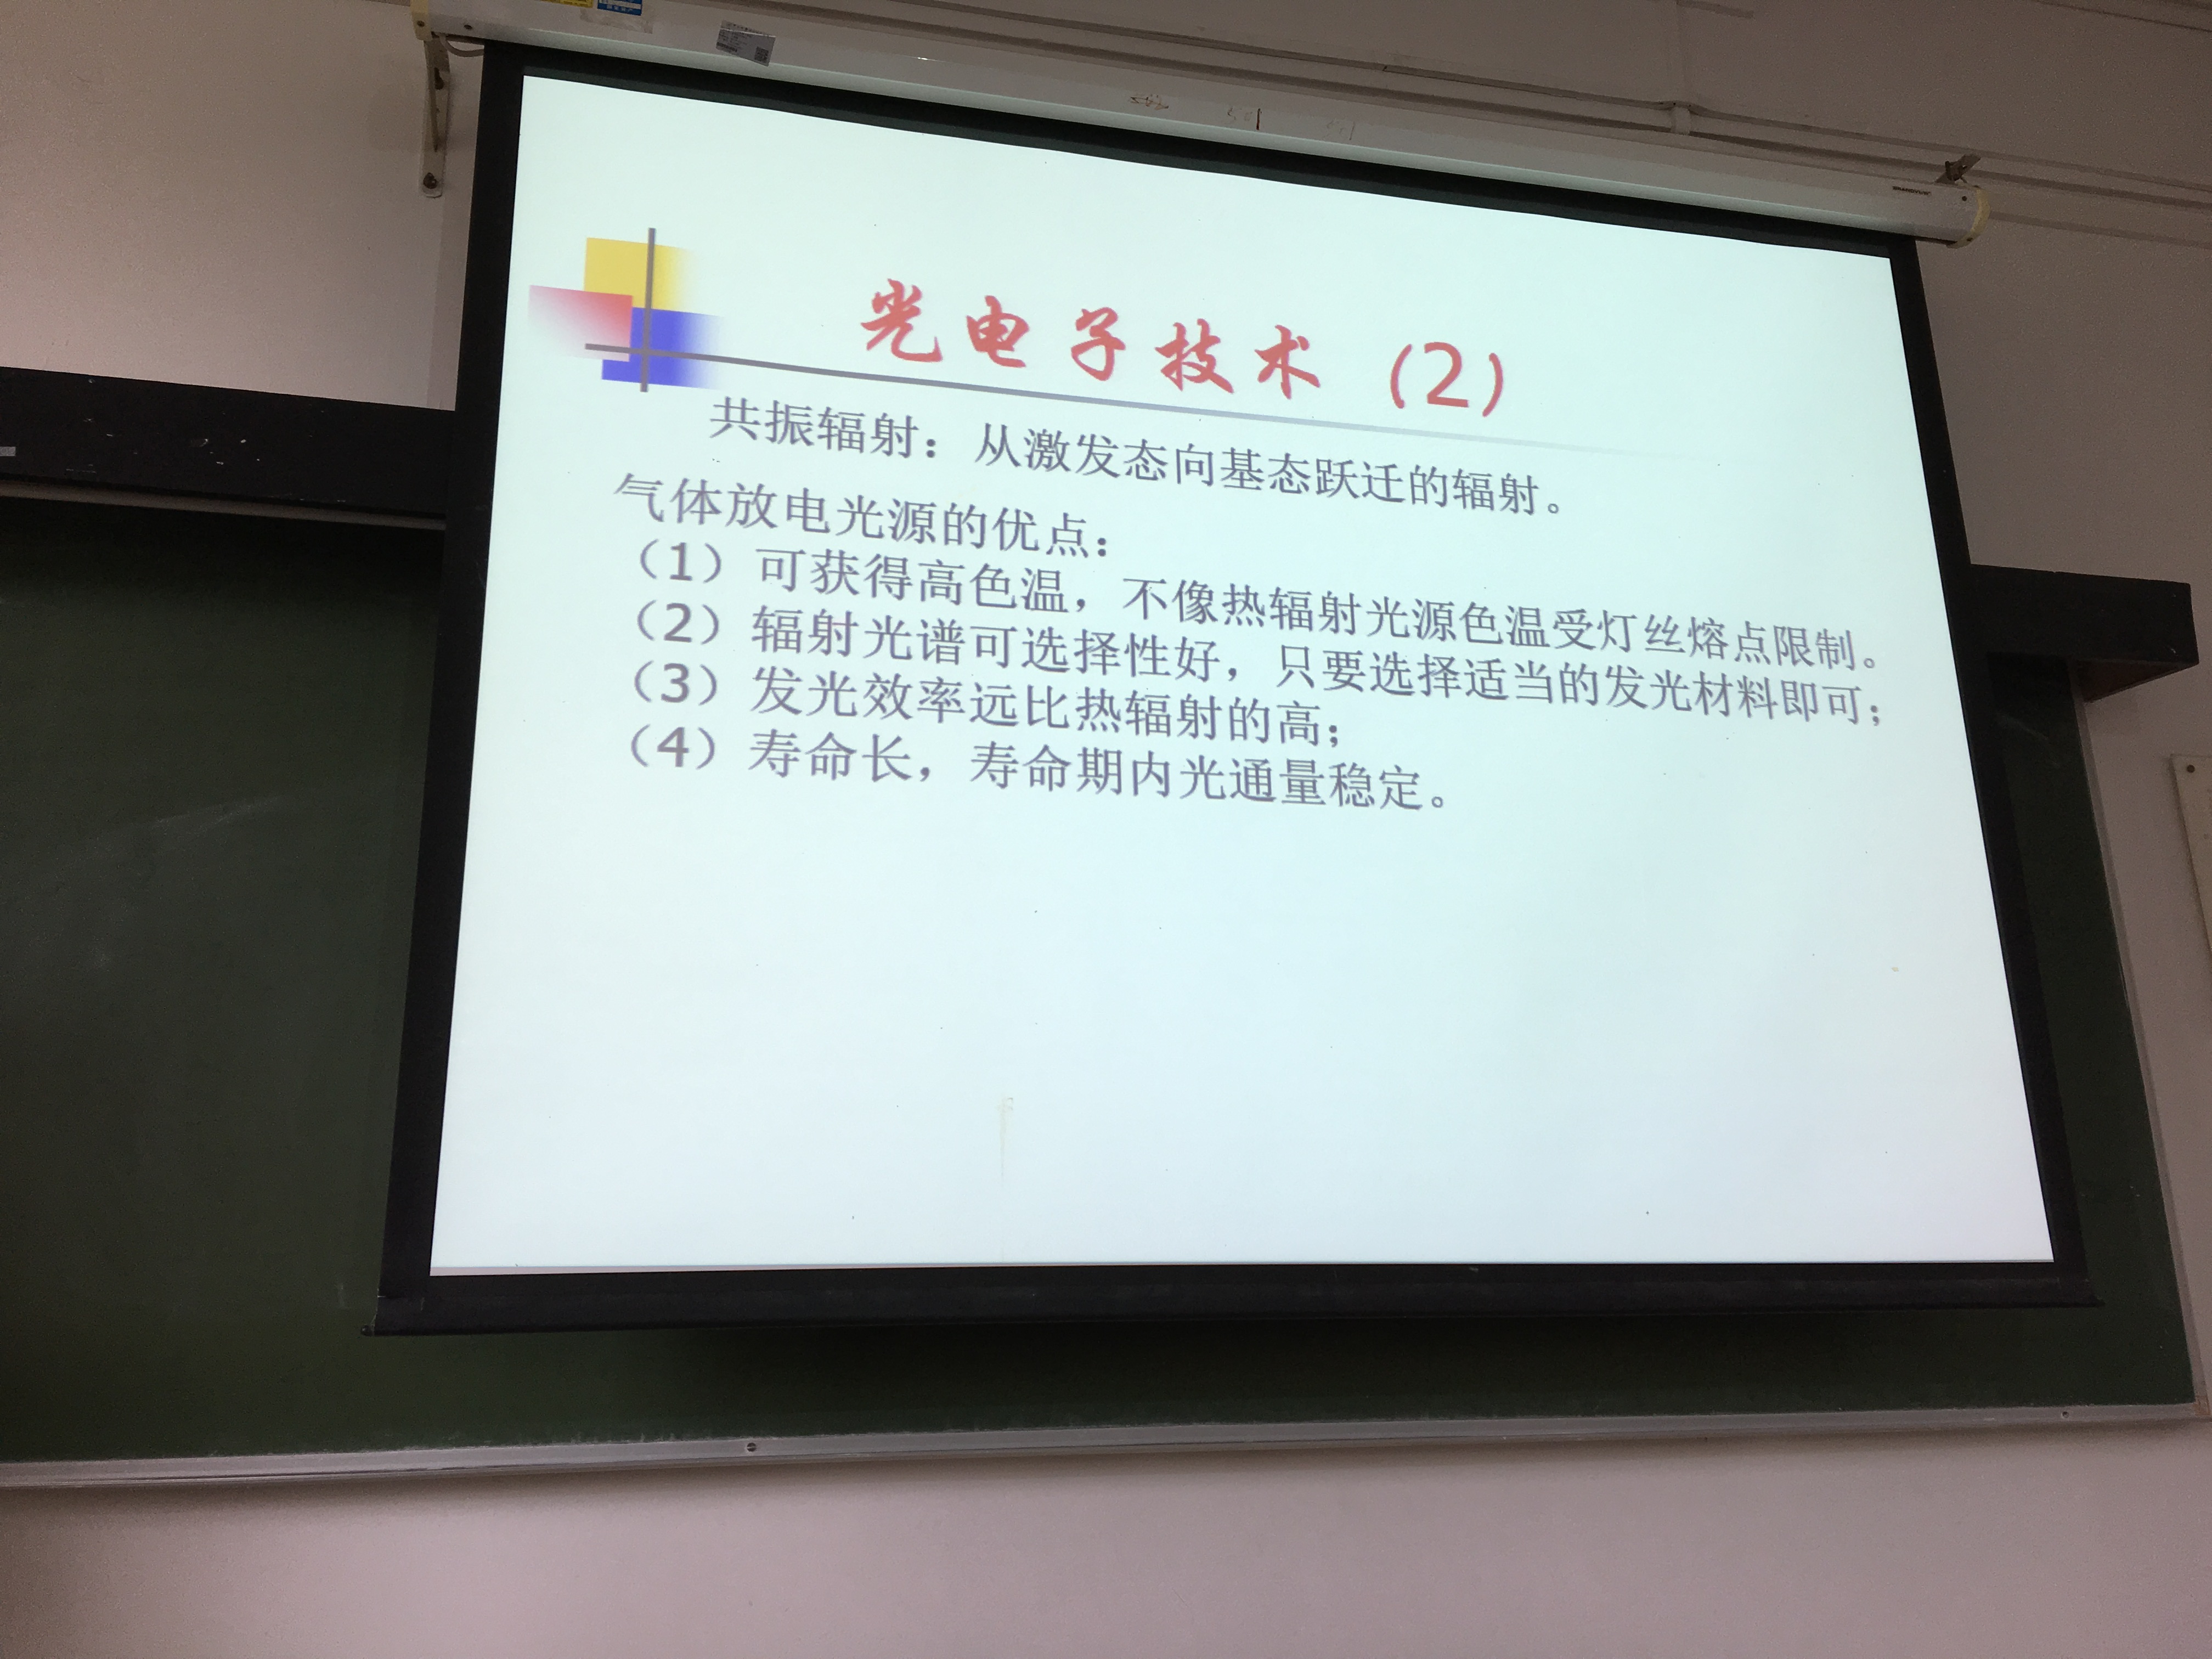 光电子技术（2）
共振辐射：从激发态向基态跃迁的辐射。
气体放电光源的优点：
（1）可获得高色温，不像热辐射光源色温受灯丝熔点限制。
（2）辐射光谱可选择性好，只要选择适当的发光材料即可；
（3）发光效率远比热辐射的高；
（4）寿命长，寿命期内光通量稳定。